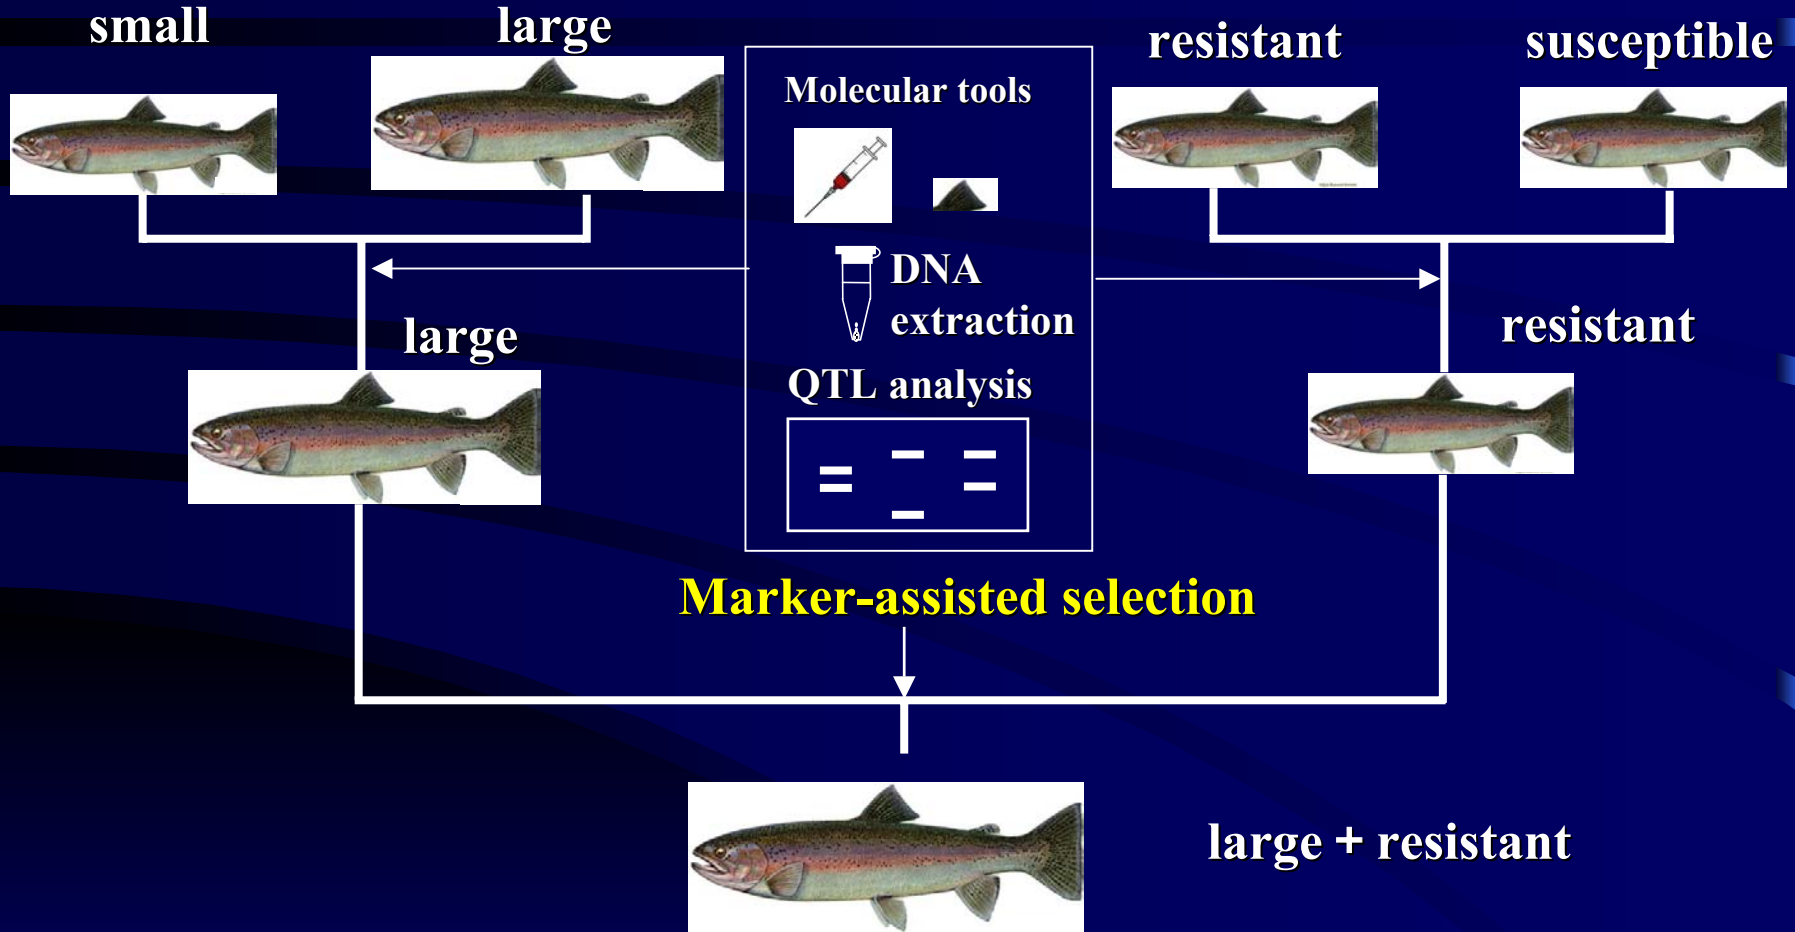 small
large
resistant
susceptible
Molecular tools
DNA
extraction
QTL analysis
large
resistant
Marker-assisted selection
large + resistant